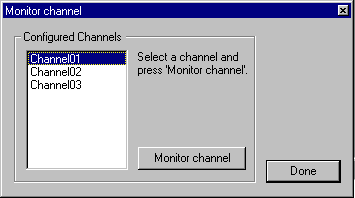 Monitor channel
Configured Channels
Channel01
Channel02
Channel03
Select a channel and
press 'Monitor channel'.
Monitor channel
Done